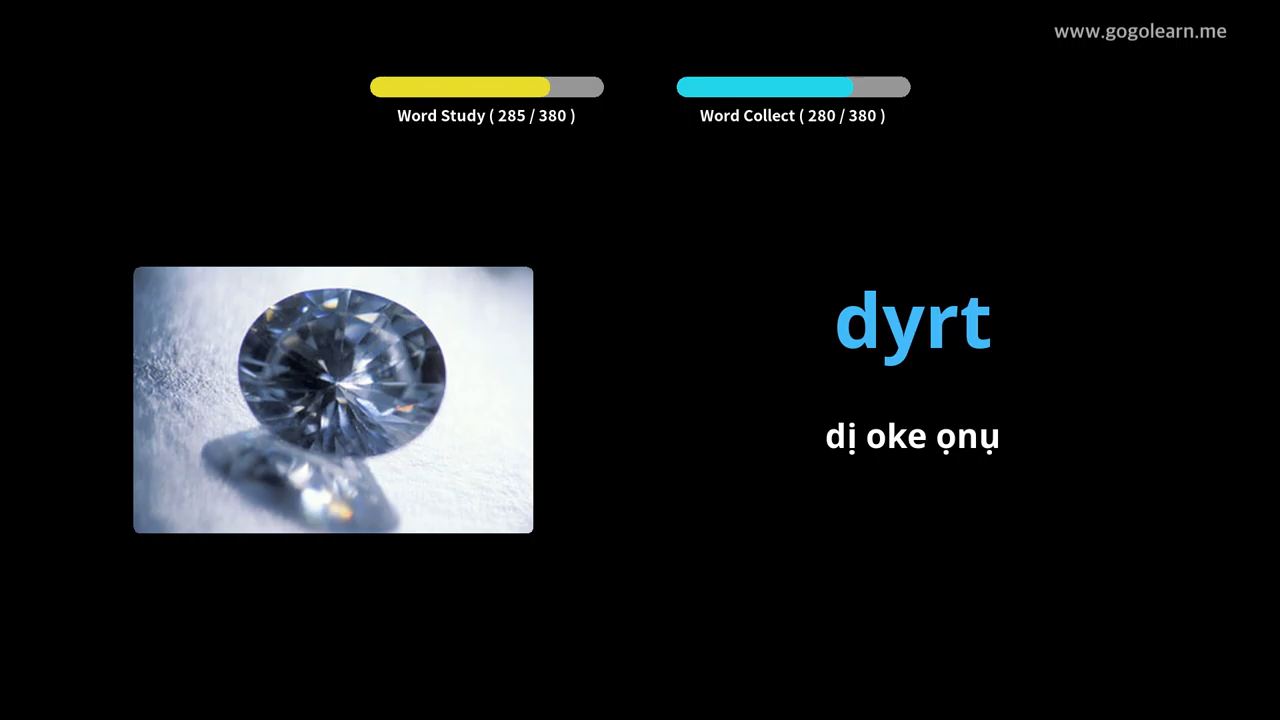 www.gogolearn.me
Word Study ( 285 / 380 )
Word Collect ( 280 / 380 )
dyrt
dị oke ọnụ